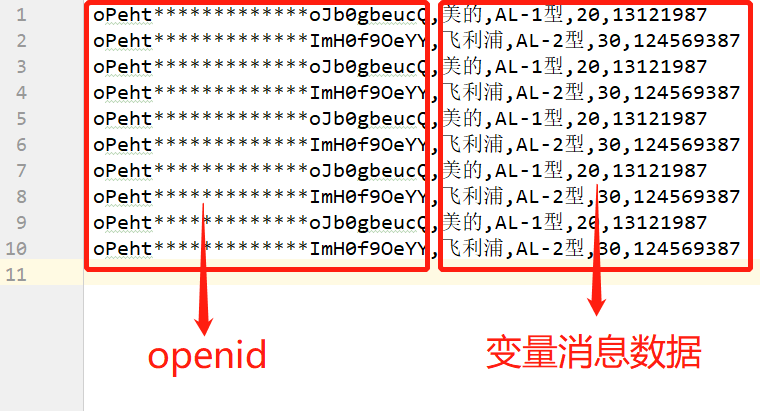 1 oPeht*************oJb0gbeucQ,美的,AL-1型,20,13121987
2 oPeht*************ImH0f9OeYY,飞利浦,AL-2型,30,124569387
3 oPeht*************oJb0gbeucQ,美的,AL-1型,20,13121987
4 oPeht*************ImH0f9OeYY,飞利浦,AL-2型,30,124569387
5 oPeht*************oJb0gbeucQ,美的,AL-1型,20,13121987
6 oPeht*************ImH0f9OeYY,飞利浦,AL-2型,30,124569387
7 oPeht*************oJb0gbeucQ,美的,AL-1型,20,13121987
8 oPeht*************ImH0f9OeYY,飞利浦,AL-2型,30,124569387
9 oPeht*************oJb0gbeucQ,美的,AL-1型,20,13121987
10 oPeht*************ImH0f9OeYY,飞利浦,AL-2型,30,124569387
11
openid
变量消息数据